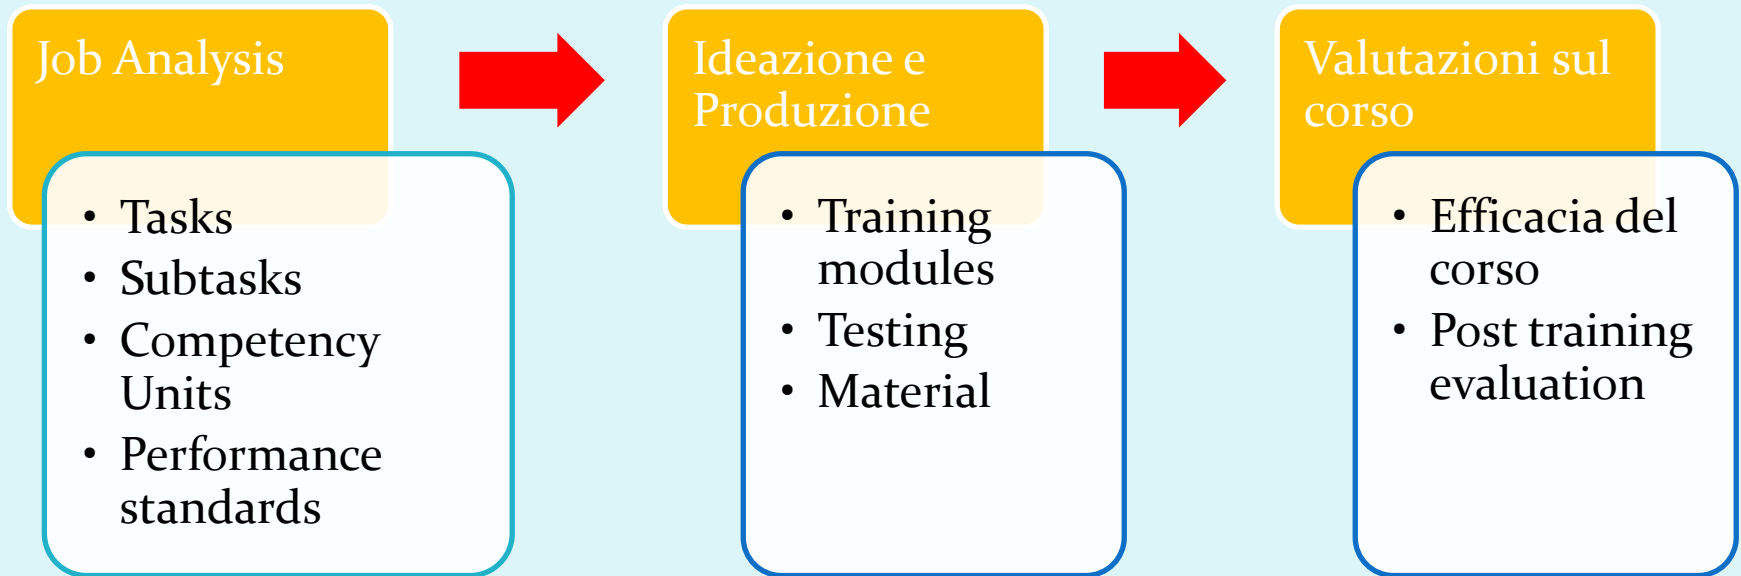 Job Analysis
• Tasks
• Subtasks
• Competency
Units
• Performance
standards
Ideazione e
Produzione
• Training
modules
• Testing
• Material
Valutazioni sul
corso
• Efficacia del
corso
• Post training
evaluation